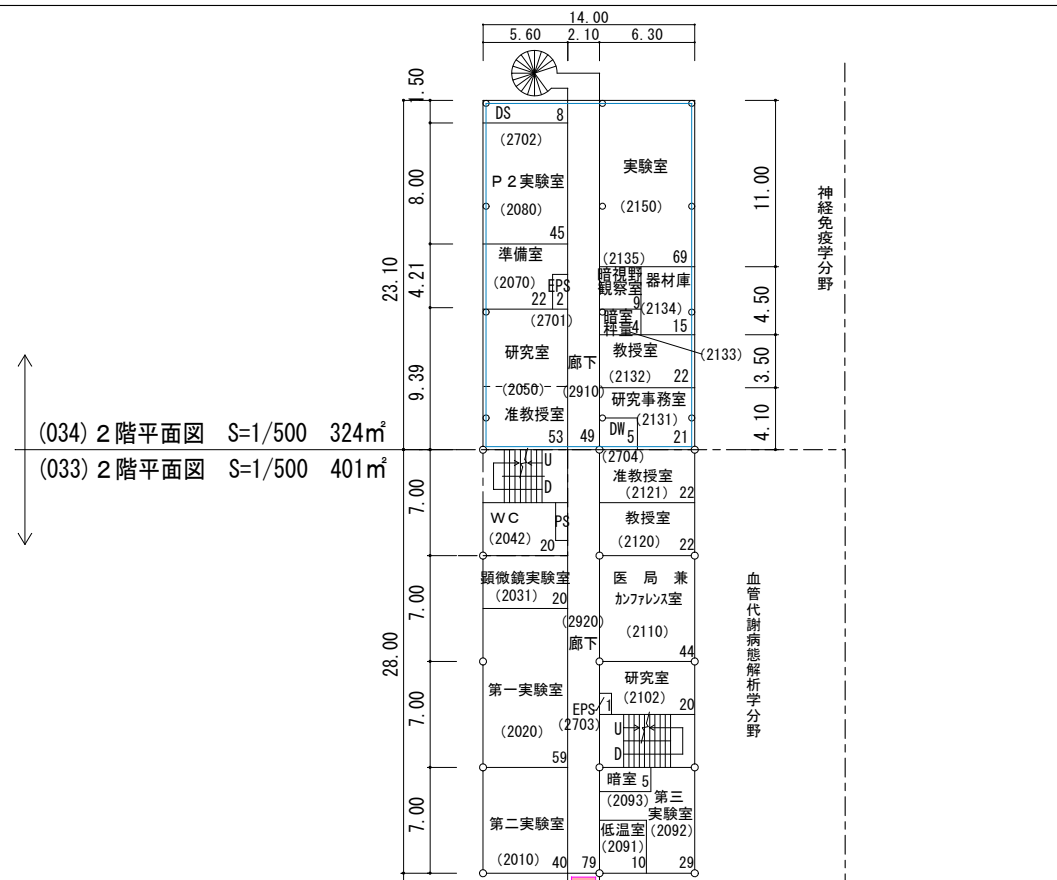 14.00
5.60
2.10
6.30
1.50
DS
8
(2702)
P2実験室
(2080)
45
8.00
実験室
(2150)
69
11.00
神経免疫学分野
準備室
(2070)
EPS
22
2
(2701)
4.21
23.10
(2135)
暗視野
観察室
9
器材庫
(2134)
15
暗室
秤量
4
(2133)
4.50
研究室
(2050)
准教授室
53
9.39
廊下
(2910)
49
教授室
(2132)
22
3.50
研究事務室
(2131)
21
DW
5
(2704)
4.10
(034)2階平面図 S=1/500 324㎡
(033)2階平面図 S=1/500 401㎡
U
D
7.00
准教授室
(2121)
22
WC
(2042)
20
PS
教授室
(2120)
22
顕微鏡実験室
(2031)
20
7.00
(2920)
廊下
医局兼
カンファレンス室
(2110)
44
血管代謝病態解析学分野
28.00
第一実験室
(2020)
59
7.00
研究室
(2102)
20
EPS
1
(2703)
U
D
暗室
5
(2093)
第三
実験室
(2092)
29
低温室
(2091)
10
第二実験室
(2010)
40
79
7.00